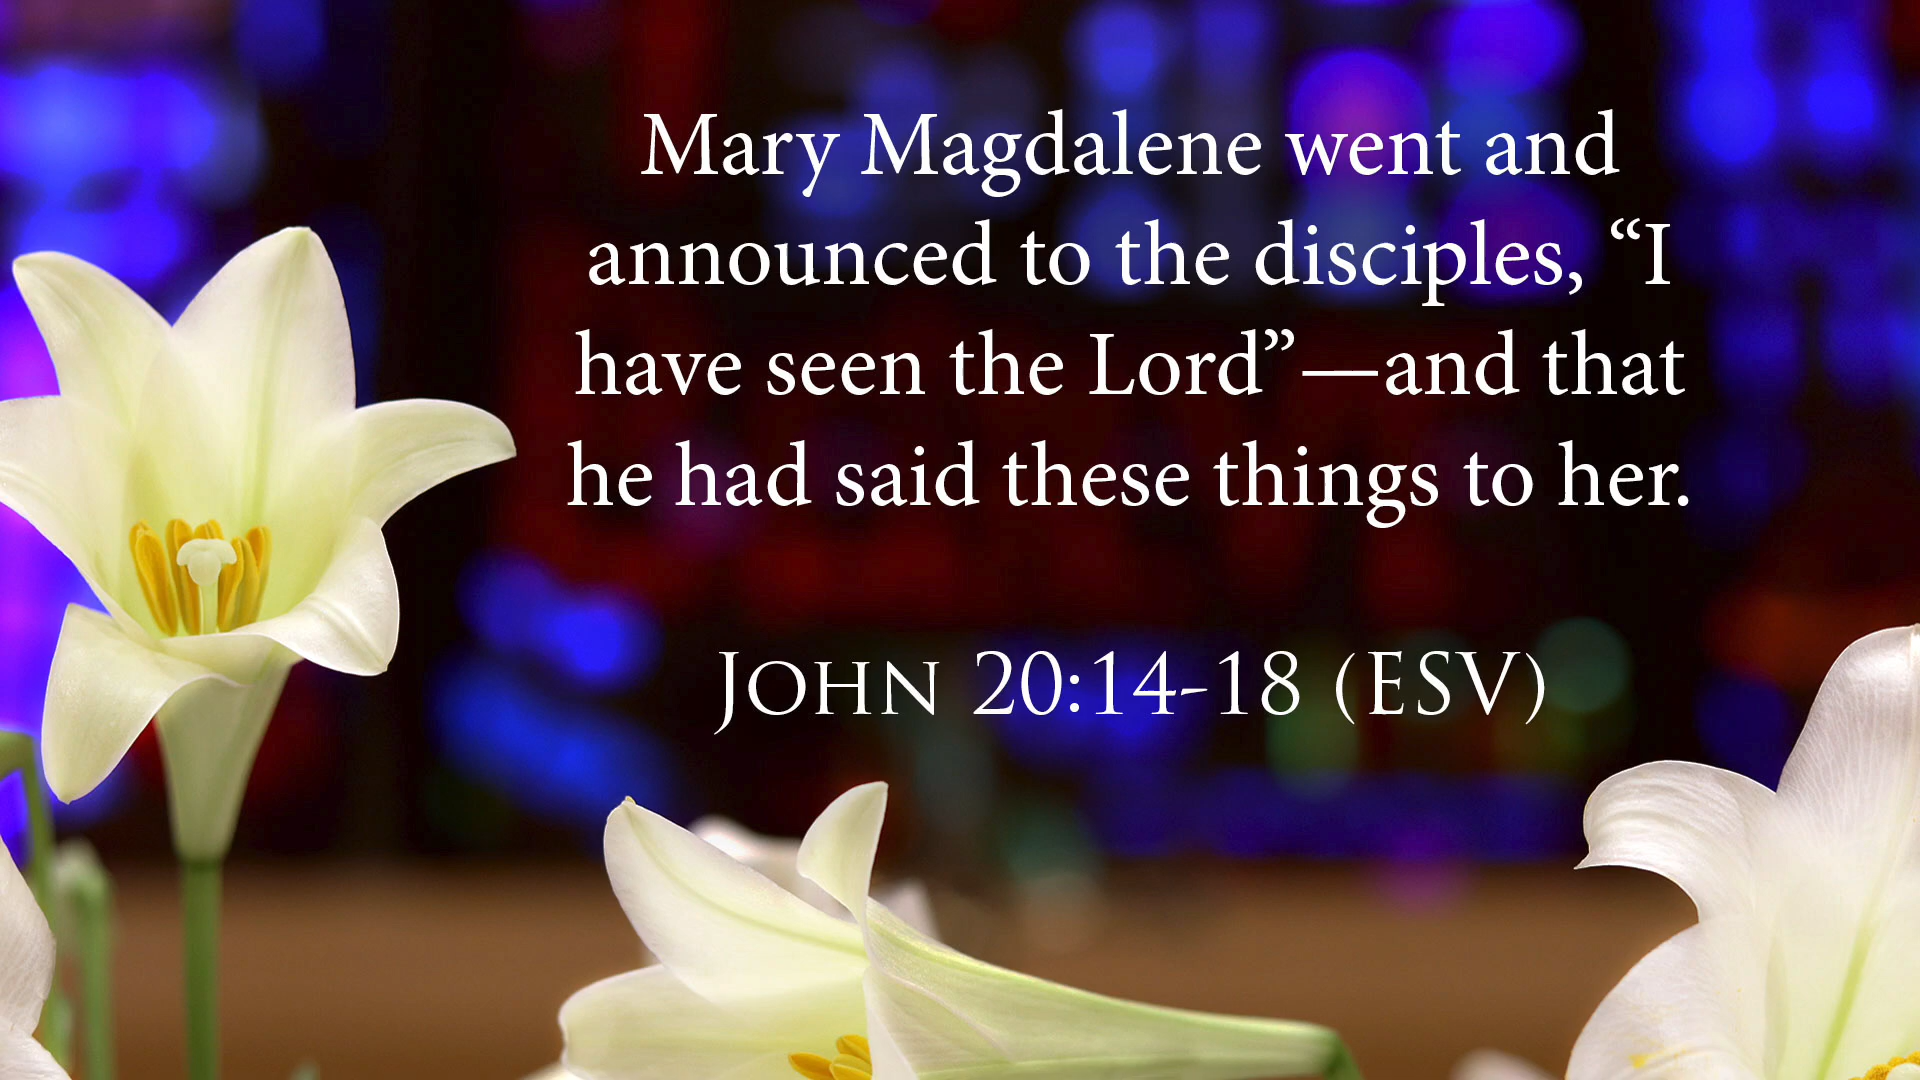 Mary Magdalene went and
announced to the disciples, “I
have seen the Lord”—and that
he had said these things to her.
John 20:14-18 (ESV)